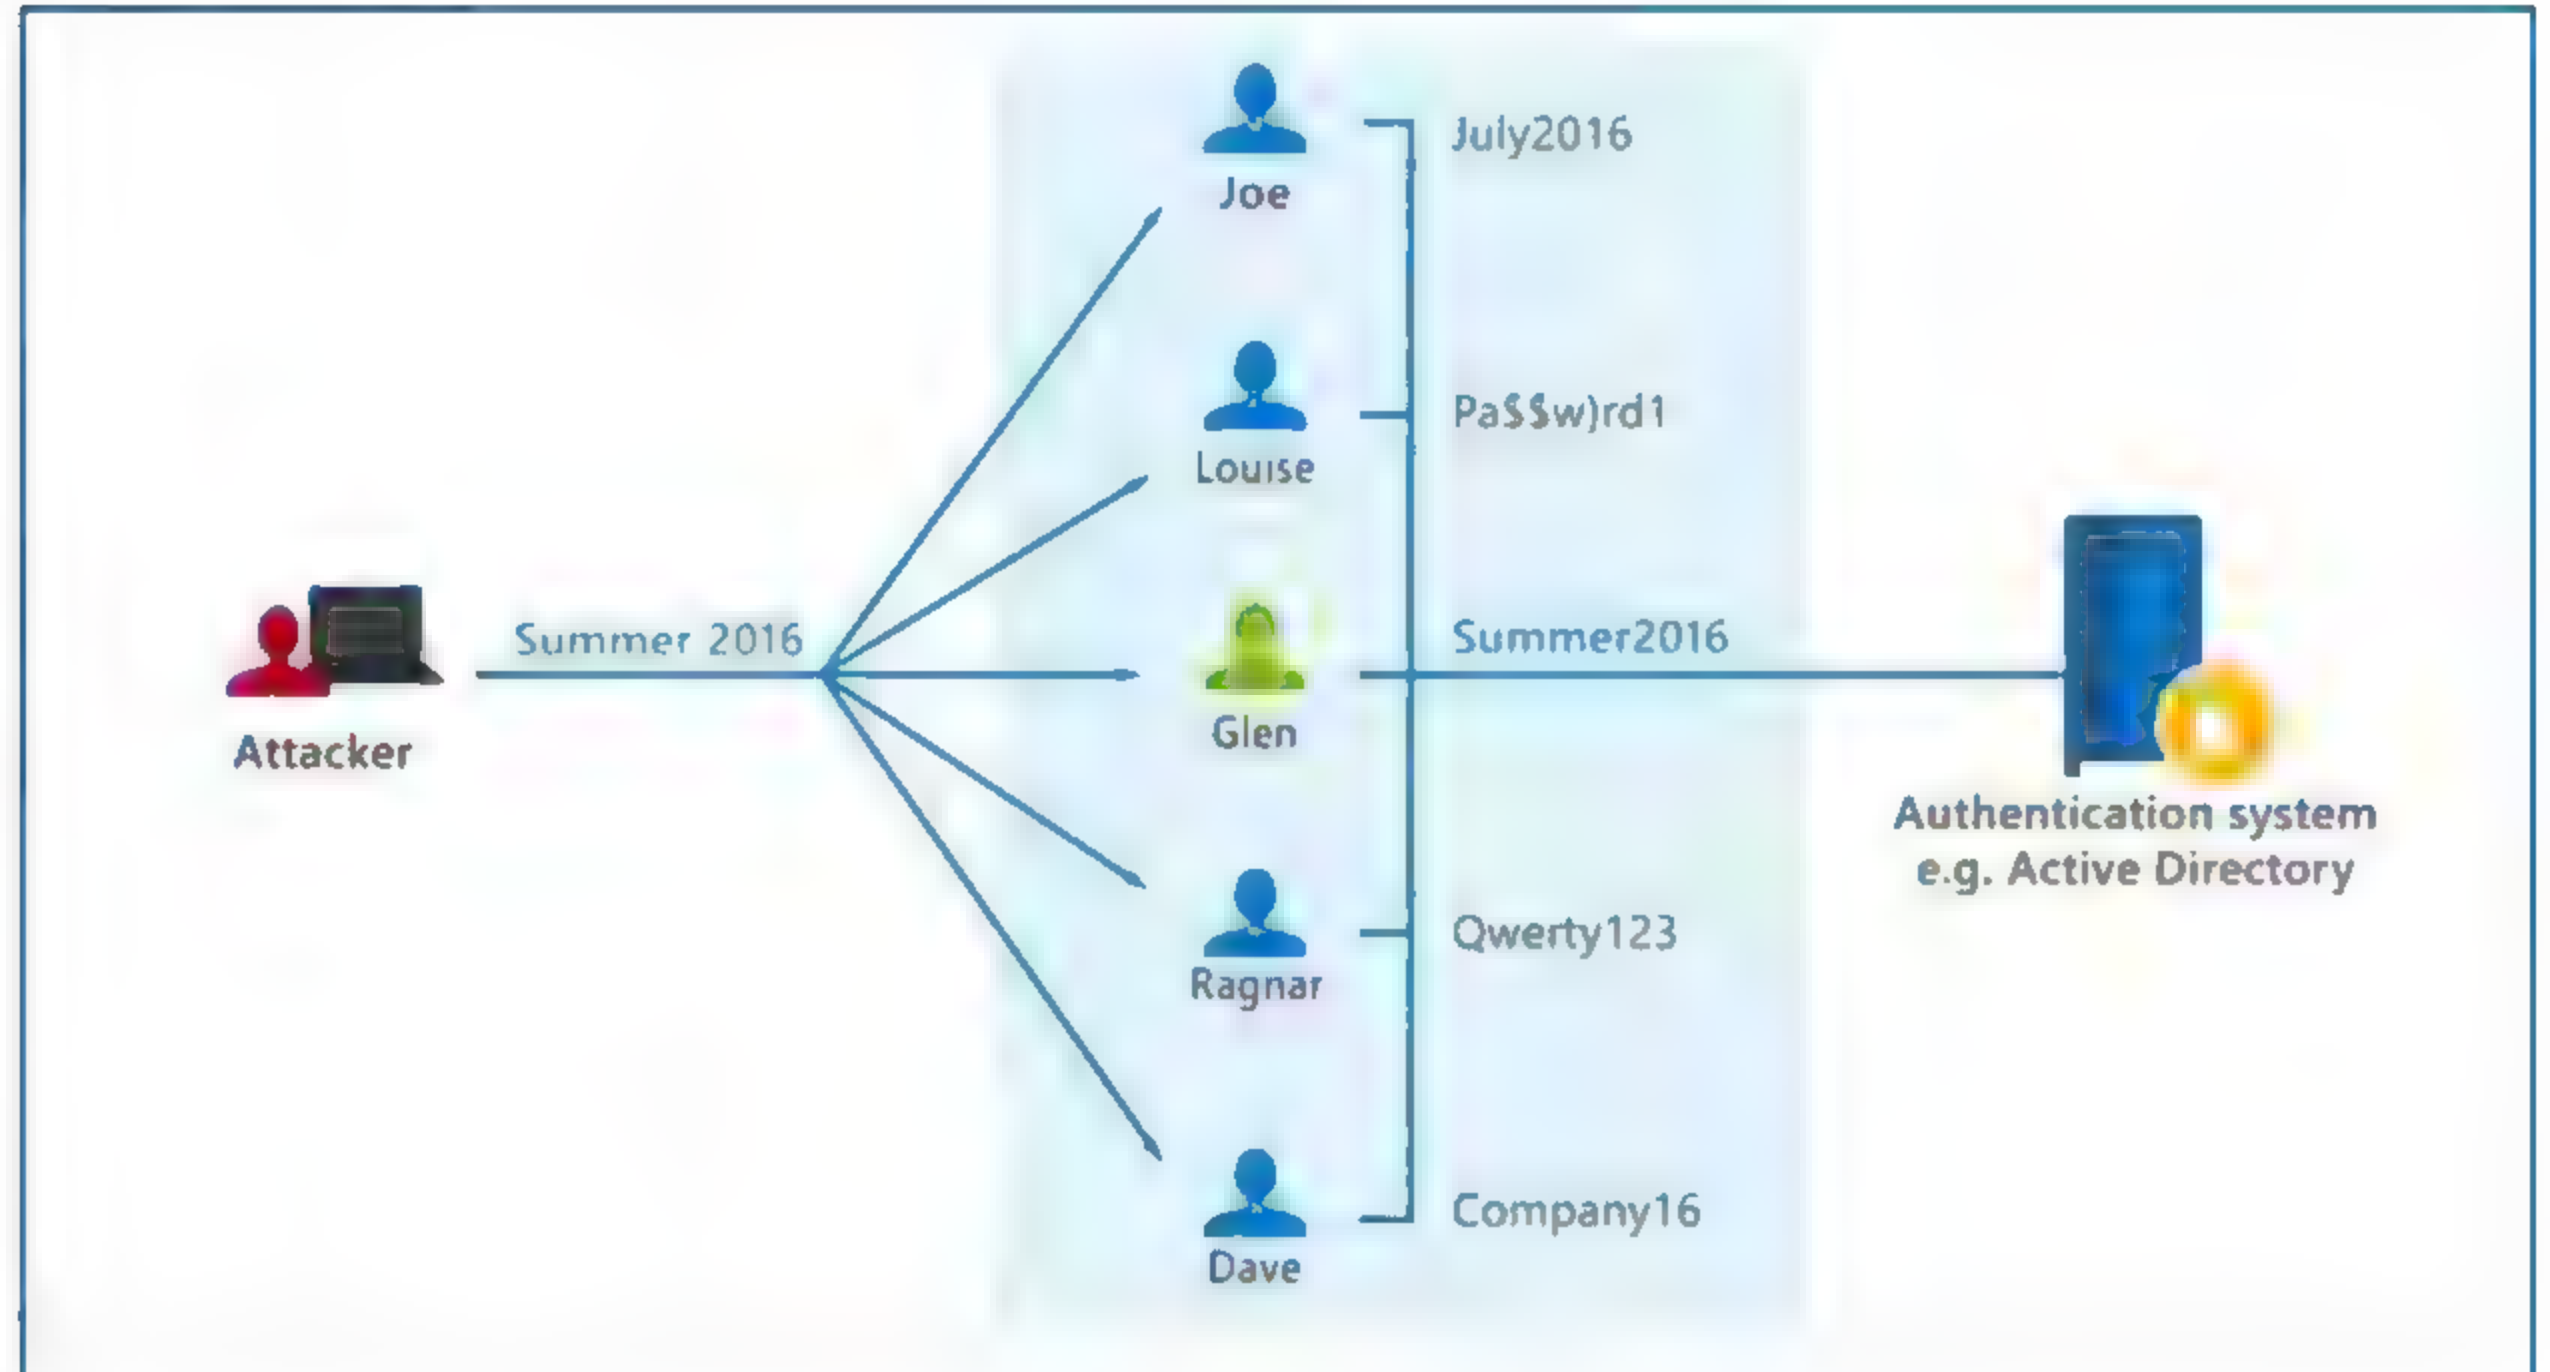 Joe
July2016
Louise
Pa$$w)rd1
Attacker
Summer 2016
Glen
Summer2016
Authentication system
e.g. Active Directory
Ragnar
Qwerty123
Dave
Company16